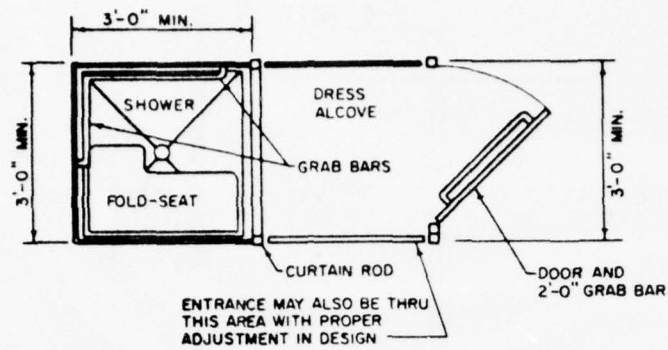 3'-0" MIN.
3'-0" MIN.
SHOWER
DRESS
ALCOVE
GRAB BARS
FOLD-SEAT
3'-0" MIN.
CURTAIN ROD
DOOR AND
2'-0" GRAB BAR
ENTRANCE MAY ALSO BE THRU
THIS AREA WITH PROPER
ADJUSTMENT IN DESIGN